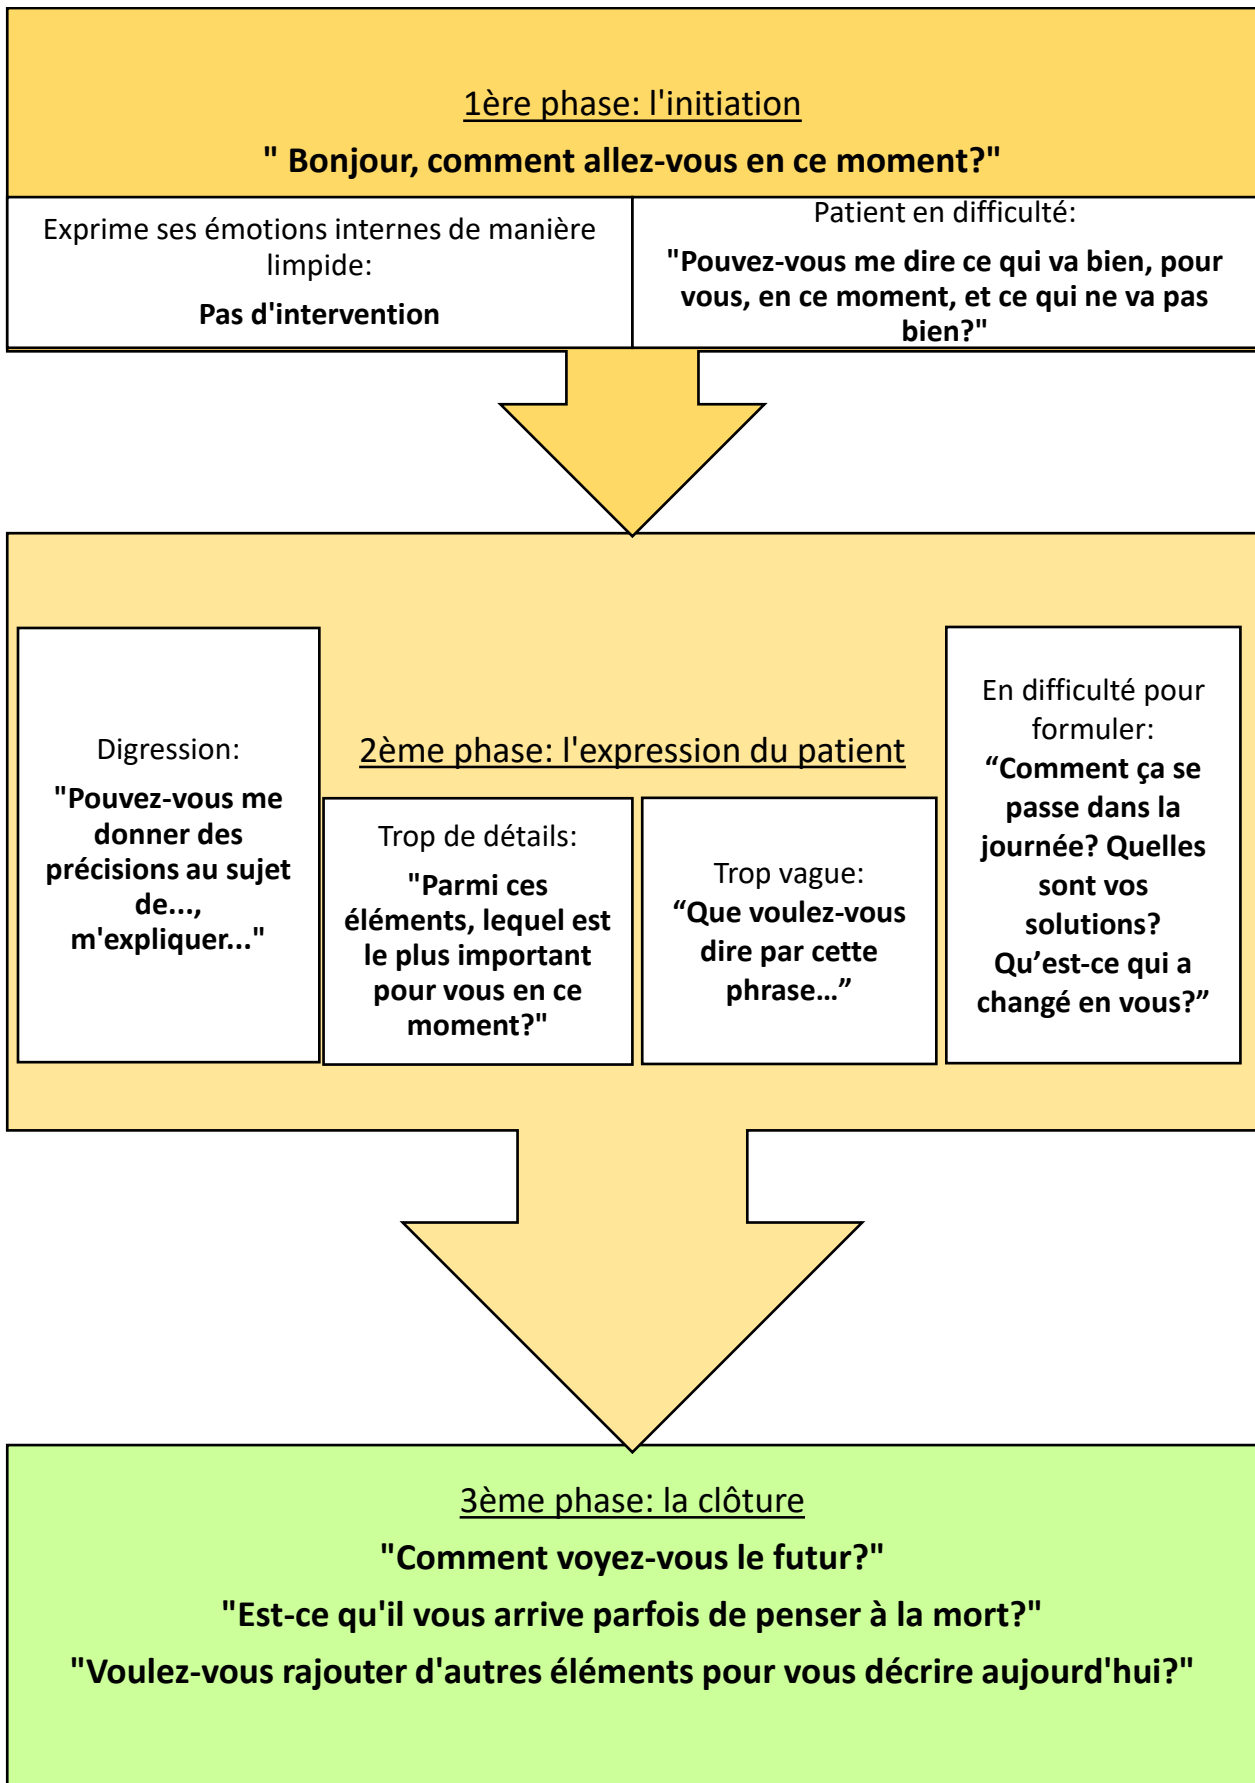 1ère phase: l'initiation
" Bonjour, comment allez-vous en ce moment?"
Exprime ses émotions internes de manière
limpide:
Pas d'intervention
Patient en difficulté:
"Pouvez-vous me dire ce qui va bien, pour
vous, en ce moment, et ce qui ne va pas
bien?"
2ème phase: l'expression du patient
Digression:
"Pouvez-vous me
donner des
précisions au sujet
de...,
m'expliquer..."
Trop de détails:
"Parmi ces
éléments, lequel est
le plus important
pour vous en ce
moment?"
Trop vague:
“Que voulez-vous
dire par cette
phrase…”
En difficulté pour
formuler:
“Comment ça se
passe dans la
journée? Quelles
sont vos
solutions?
Qu’est-ce qui a
changé en vous?”
3ème phase: la clôture
"Comment voyez-vous le futur?"
"Est-ce qu'il vous arrive parfois de penser à la mort?"
"Voulez-vous rajouter d'autres éléments pour vous décrire aujourd'hui?"